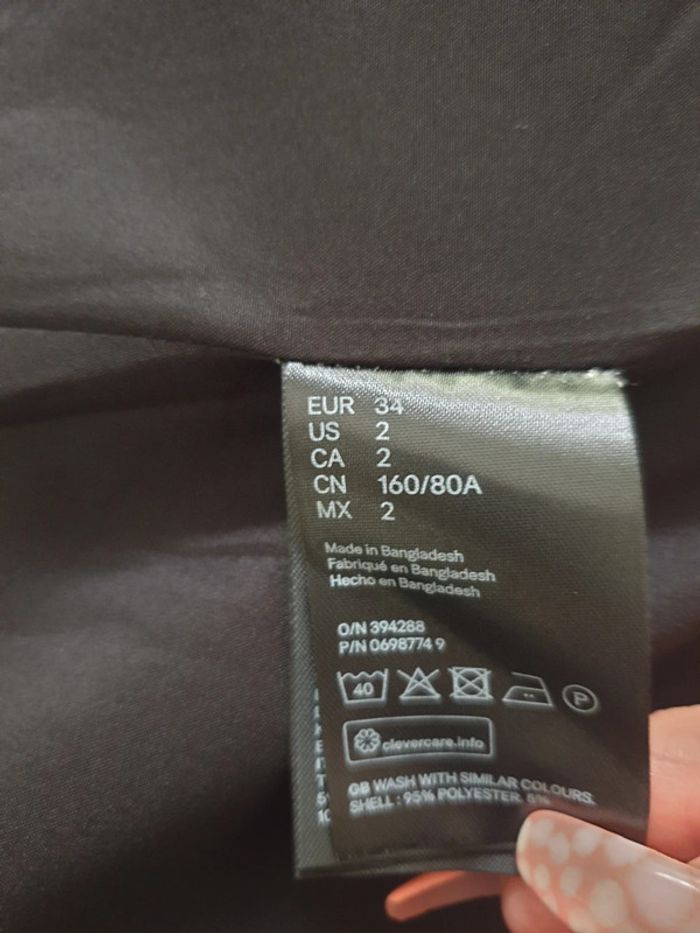 EUR 34
US 2
CA 2
CN 160/80A
MX 2
Made in Bangladesh
Fabriqué en Bangladesh
Hecho en Bangladesh
O/N 394288
P/N 0698774 9
40
P
clevercare.info
GB WASH WITH SIMILAR COLOURS.
SHELL : 95% POLYESTER, 5%